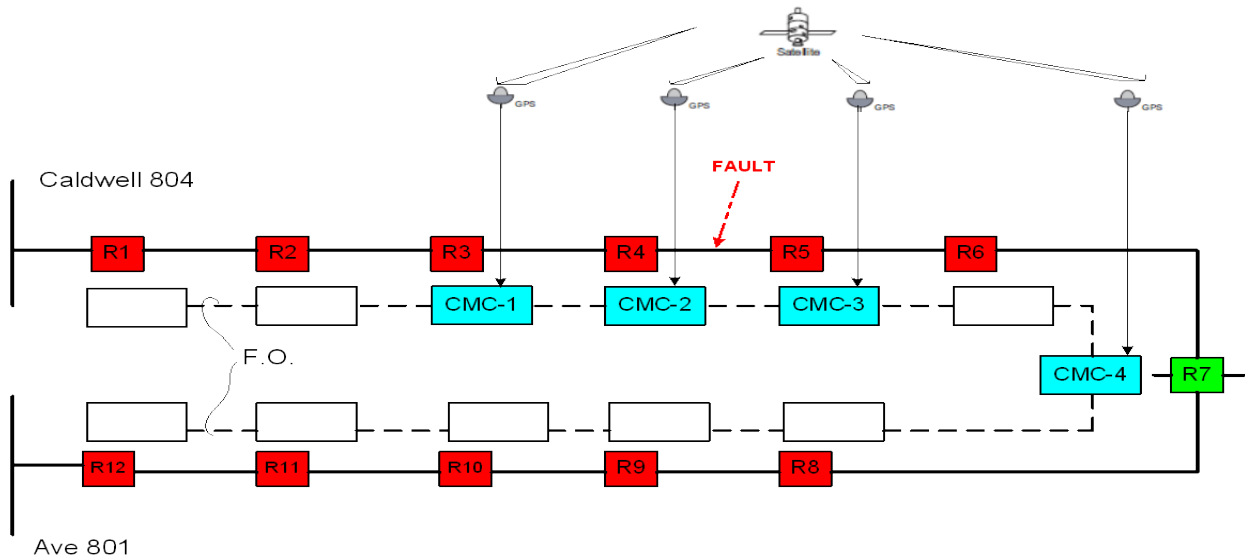 Satellite
GPS GPS GPS GPS
FAULT
Caldwell 804
R1 R2 R3 R4 R5 R6
CMC-1 CMC-2 CMC-3
F.O.
CMC-4 R7
R12 R11 R10 R9 R8
Ave 801